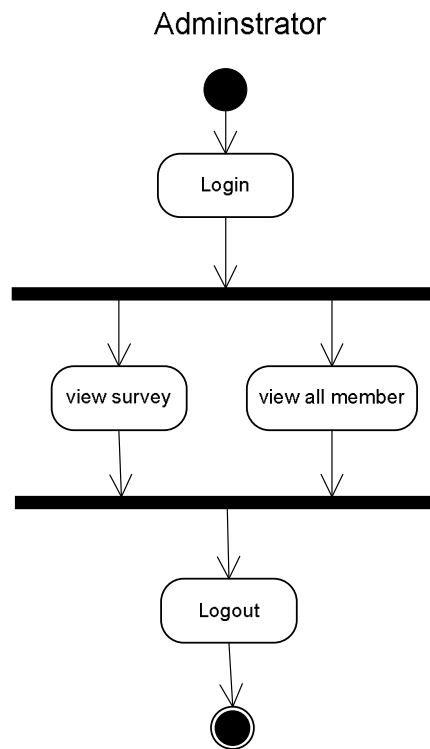 Adminstrator
Login
view survey
view all member
Logout